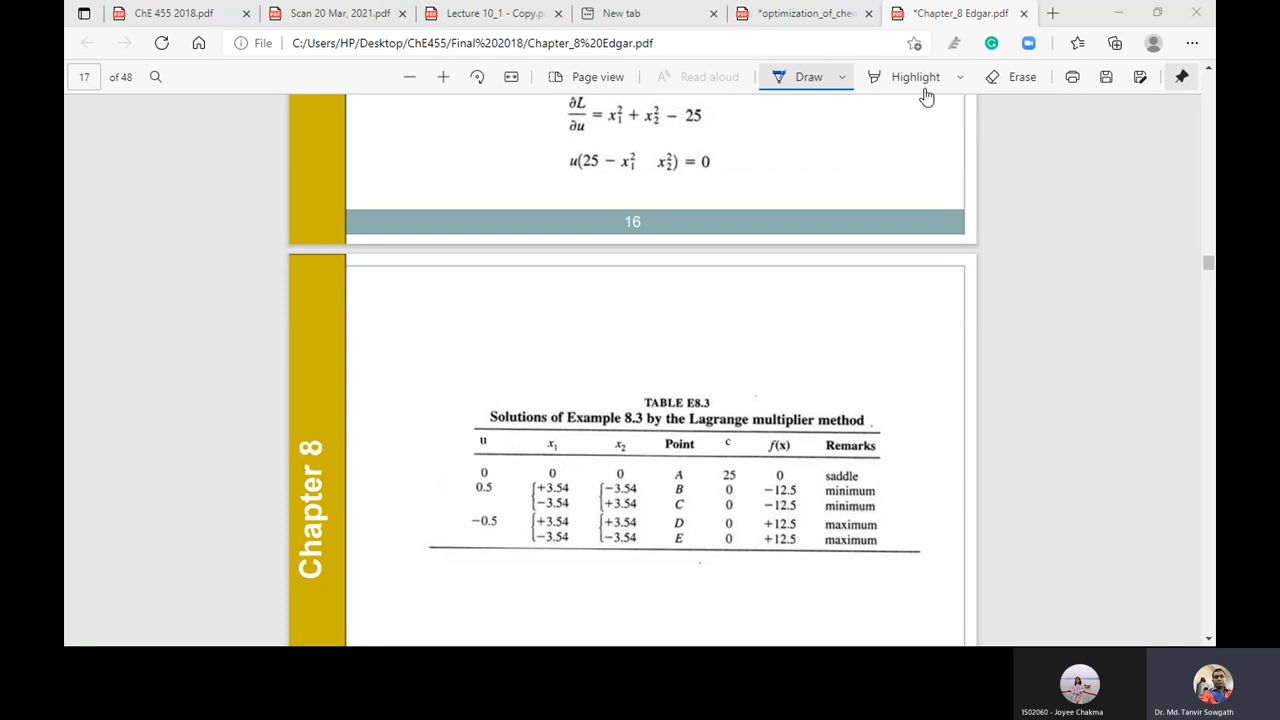 ChE 455 2018.pdf Scan 20 Mar, 2021.pdf Lecture 10_1 - Copy.p New tab *optimization_of_chem *Chapter_8 Edgar.pdf
File C:/Users/HP/Desktop/ChE455/Final%202018/Chapter_8%20Edgar.pdf
17 of 48 Page view Read aloud Draw Highlight Erase
∂L/∂u = x₁² + x₂² − 25
u(25 − x₁² x₂²) = 0
16
Chapter 8
TABLE E8.3
Solutions of Example 8.3 by the Lagrange multiplier method
u x₁ x₂ Point c f(x) Remarks
0 0 0 A 25 0 saddle
0.5 +3.54 −3.54 B 0 −12.5 minimum
−3.54 +3.54 C 0 −12.5 minimum
−0.5 +3.54 +3.54 D 0 +12.5 maximum
−3.54 −3.54 E 0 +12.5 maximum
1502060 - Joyee Chakma Dr. Md. Tanvir Sowgath